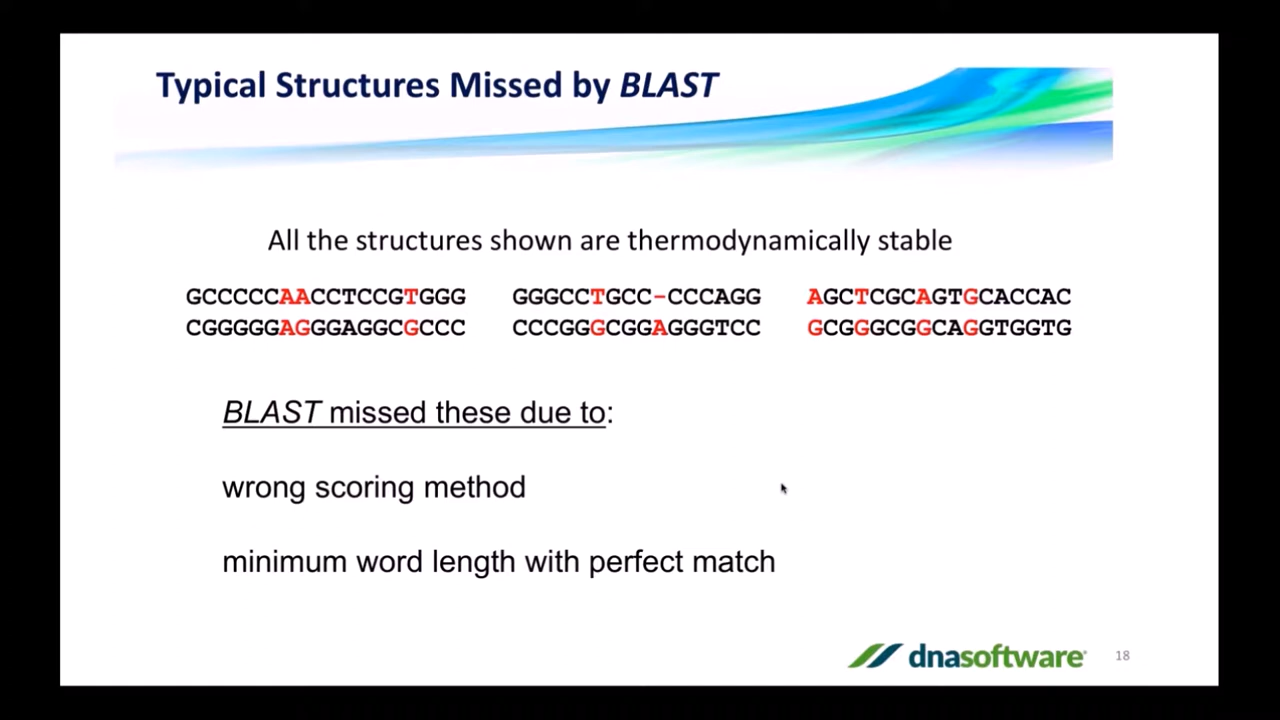 Typical Structures Missed by BLAST
All the structures shown are thermodynamically stable
GCCCCCAACCTCCGTGGG GGGCCTGCC-CCCAGG AGCTCGCAGTGCACCAC
CGGGGGAGGGAGGCGCCC CCCGGGCGGAGGGTCC GCGGGCGGCAGGTGGTG
BLAST missed these due to:
wrong scoring method
minimum word length with perfect match
dnasoftware
18